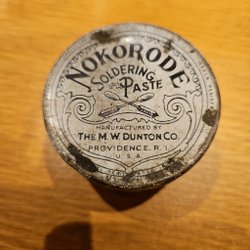 NOKORODE
SOLDERING
PASTE
MANUFACTURED BY
THE M.W. DUNTON CO.
PROVIDENCE. R.I.
U.S.A